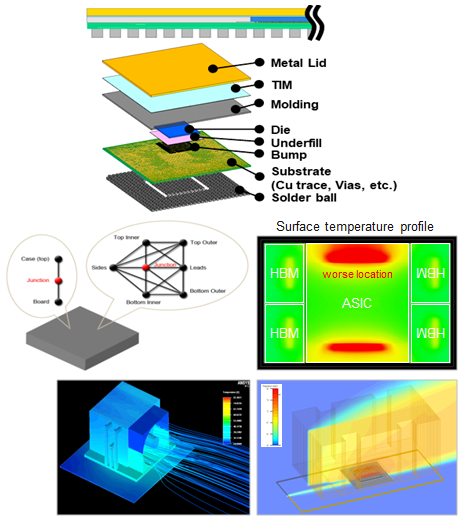 Metal Lid
TIM
Molding
Die
Underfill
Bump
Substrate
(Cu trace, Vias, etc.)
Solder ball
Case (top)
Junction
Board
Top Inner
Top Outer
Sides
Junction
Leads
Bottom Inner
Bottom Outer
Surface temperature profile
HBM
HBM
worse location
ASIC
HBM
HBM